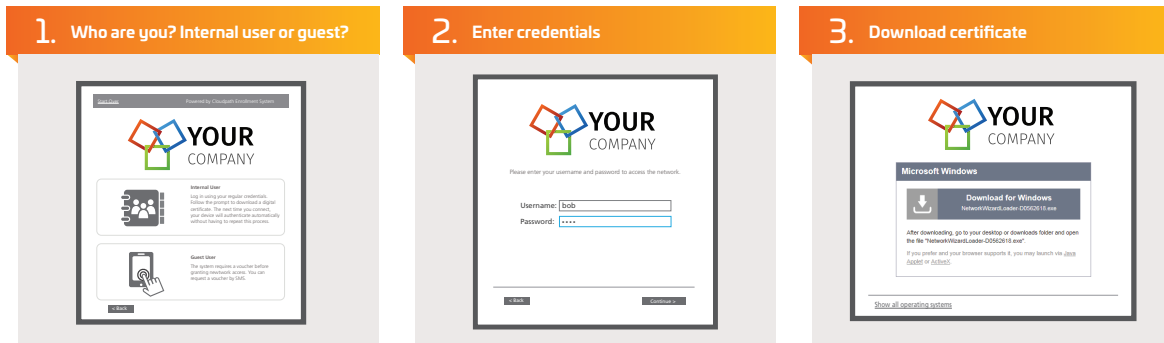 1. Who are you? Internal user or guest?
Start Over
Powered by Cloudpath Enrollment System
YOUR
COMPANY
Internal User
Log in using your regular credentials.
Follow the prompt to download a digital
certificate. The next time you connect,
your device will authenticate automatically
without having to repeat this process.
Guest User
The system requires a voucher before
granting newtwork access. You can
request a voucher by SMS.
< Back
2. Enter credentials
YOUR
COMPANY
Please enter your username and password to access the network.
Username: bob
Password: ••••
< Back
Continue >
3. Download certificate
YOUR
COMPANY
Microsoft Windows
Download for Windows
NetworkWizardLoader-D0562618.exe
After downloading, go to your desktop or downloads folder and open
the file "NetworkWizardLoader-D0562618.exe".
If you prefer and your browser supports it, you may launch via Java
Applet or ActiveX.
Show all operating systems